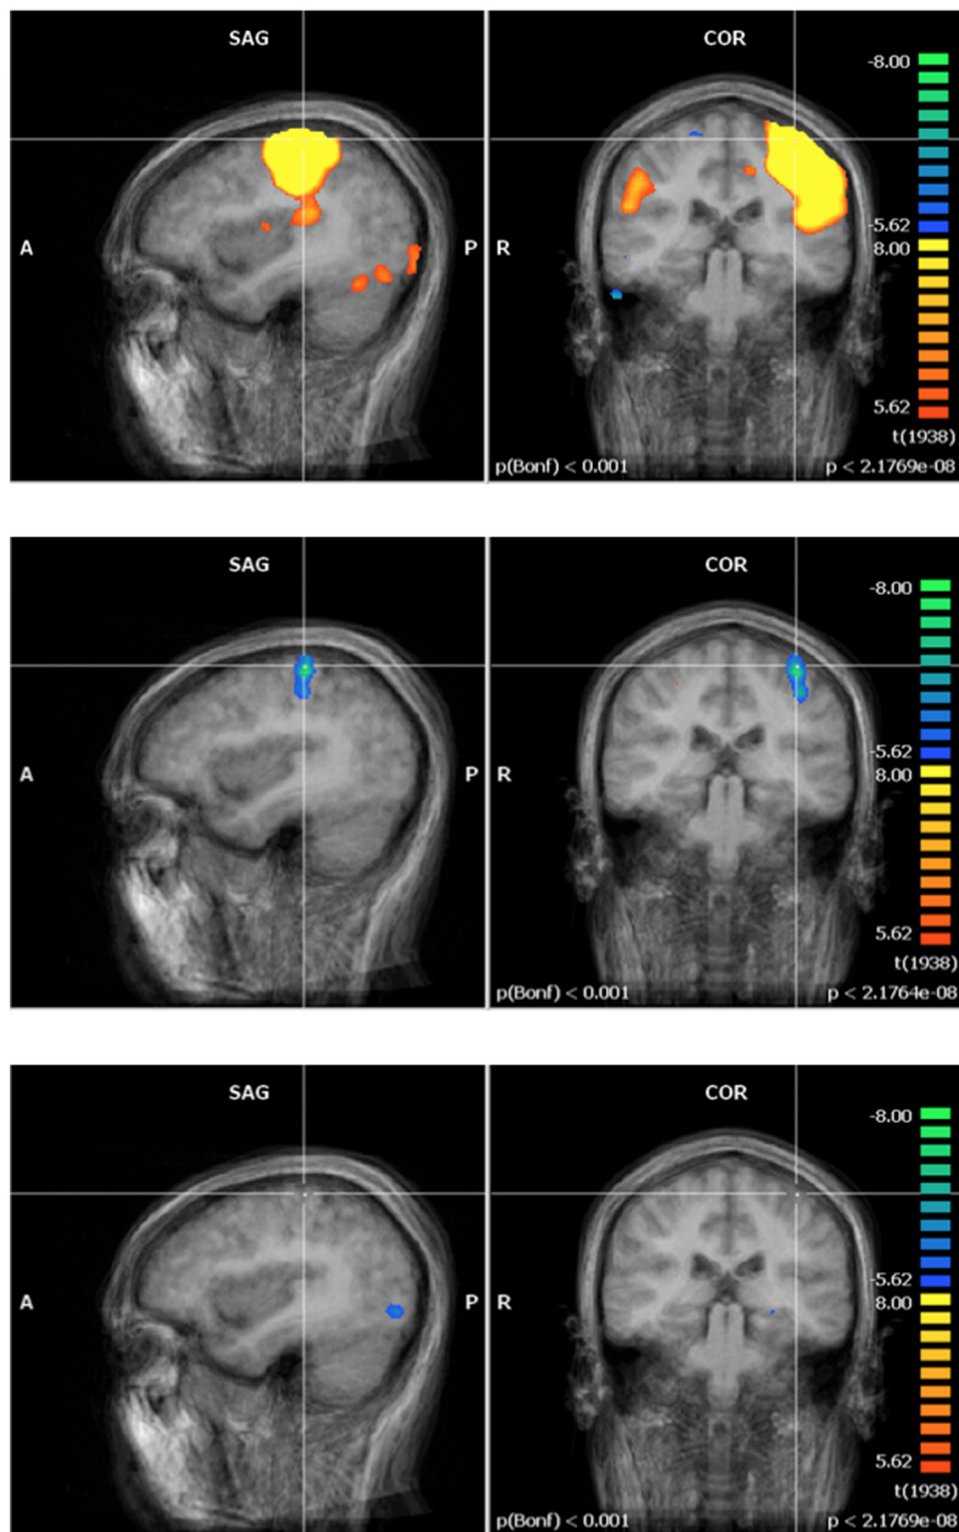 SAG
COR
-8.00
A
P
R
-5.62
8.00
5.62
t(1938)
p(Bonf) < 0.001
p < 2.1769e-08
SAG
COR
-8.00
A
P
R
-5.62
8.00
5.62
t(1938)
p(Bonf) < 0.001
p < 2.1764e-08
SAG
COR
-8.00
A
P
R
-5.62
8.00
5.62
t(1938)
p(Bonf) < 0.001
p < 2.1769e-08